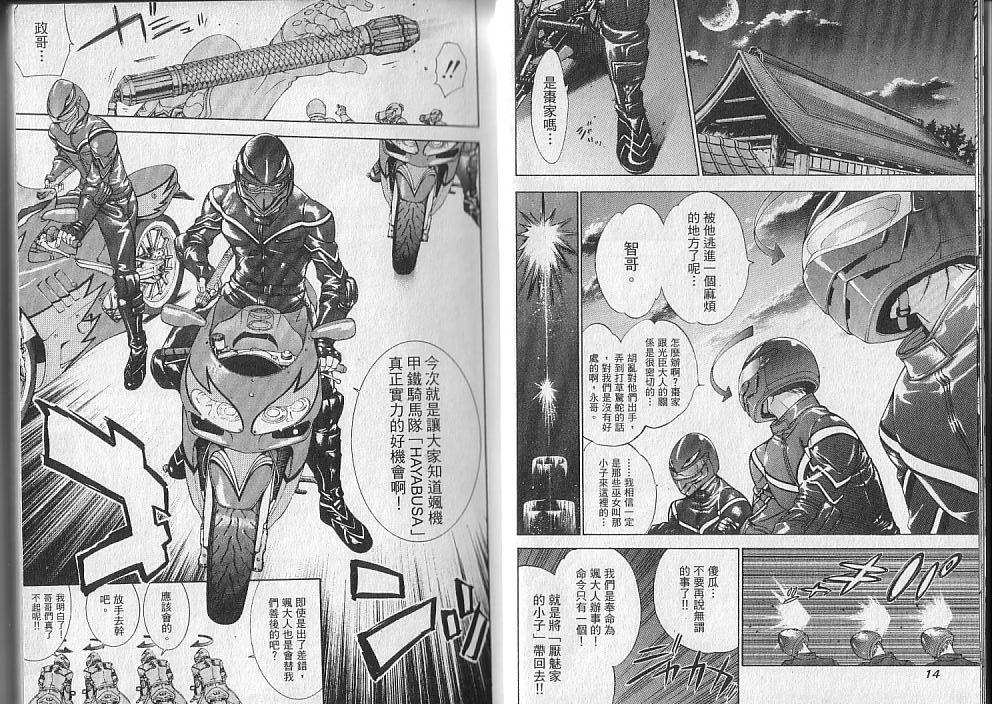 是棗家嗎…
被他逃進一個麻煩
的地方了呢…
智哥。
怎麼辦啊？棗家
跟光臣大人的關
係是很密切的…
胡亂對他們出手，
弄到打草驚蛇的話
，對我們是沒有好
處的啊，永哥。
……我相信一定
是那些巫女叫那
小子來這裡的…
傻瓜…
不要再說無謂
的事了!!
我們是奉命為
颯大人辦事的！
命令只有一個！
就是將「厭魅家
的小子」帶回去!!
14
!!
政哥…
今次就是讓大家知道颯機
甲鐵騎馬隊「HAYABUSA」
真正實力的好機會啊！
即使是出了差錯，
颯大人也是會替我
們善後的吧？
應該會的。
放手去幹
吧。
我明白了！
哥哥們真了
不起呢!!